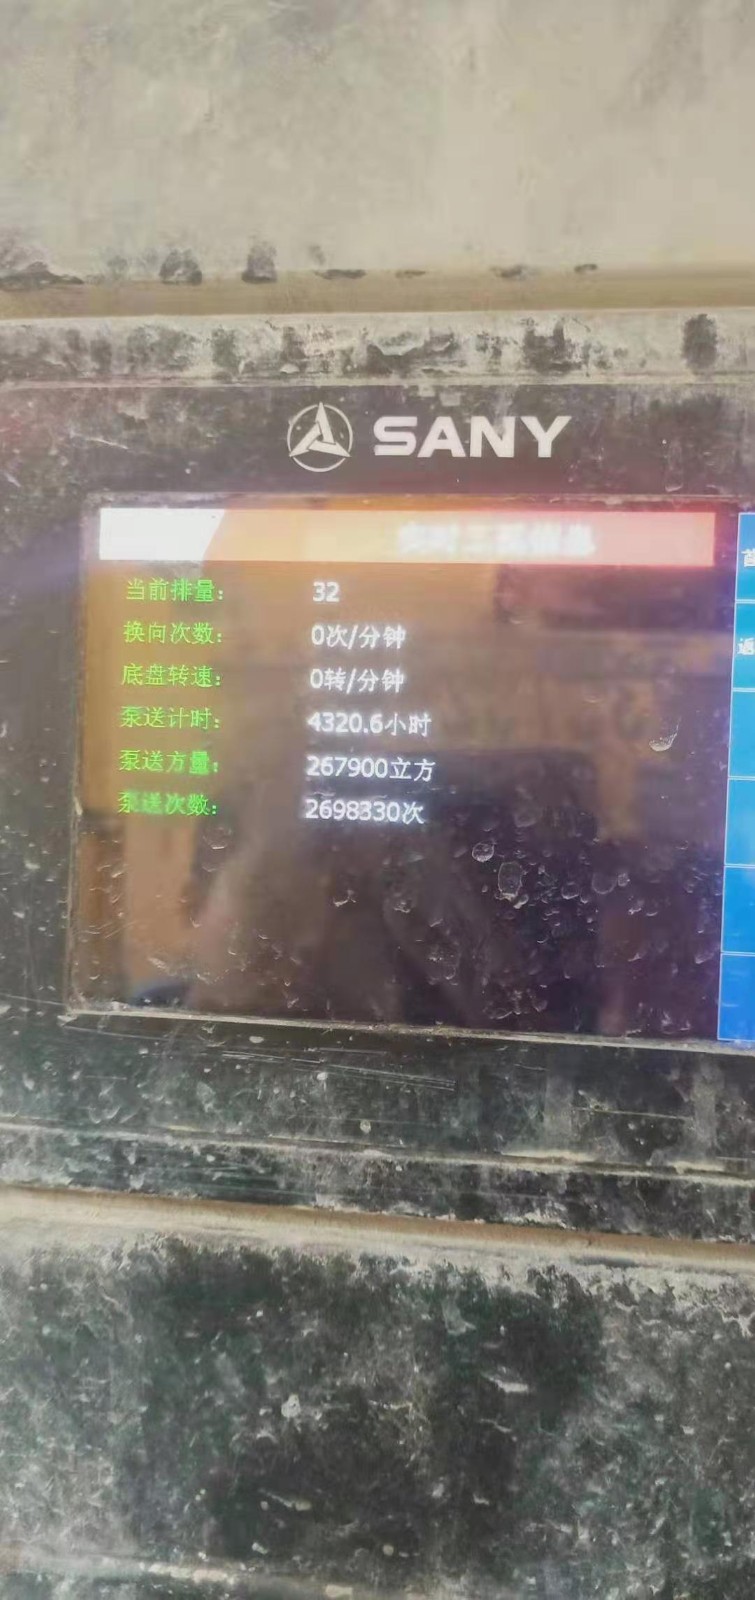 SANY
当前排量: 32
换向次数: 0次/分钟
底盘转速: 0转/分钟
泵送计时: 4320.6小时
泵送方量: 267900立方
泵送次数: 2698330次